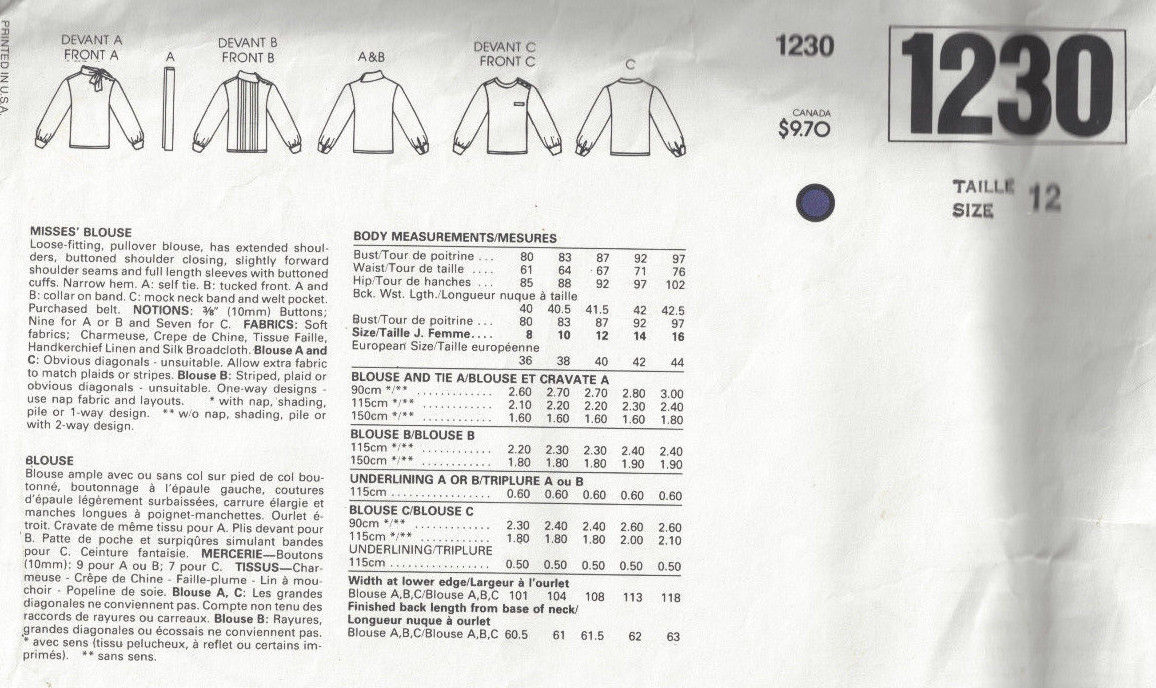 PRINTED IN U.S.A.
DEVANT A
FRONT A
A
DEVANT B
FRONT B
A&B
DEVANT C
FRONT C
C
1230
CANADA
$9.70
1230
TAILLE
SIZE 12
MISSES' BLOUSE
Loose-fitting, pullover blouse, has extended shoul-
ders, buttoned shoulder closing, slightly forward
shoulder seams and full length sleeves with buttoned
cuffs. Narrow hem. A: self tie. B: tucked front. A and
B: collar on band. C: mock neck band and welt pocket.
Purchased belt. NOTIONS: ⅜" (10mm) Buttons;
Nine for A or B and Seven for C. FABRICS: Soft
fabrics; Charmeuse, Crepe de Chine, Tissue Faille,
Handkerchief Linen and Silk Broadcloth. Blouse A and
C: Obvious diagonals - unsuitable. Allow extra fabric
to match plaids or stripes. Blouse B: Striped, plaid or
obvious diagonals - unsuitable. One-way designs -
use nap fabric and layouts. * with nap, shading,
pile or 1-way design. ** w/o nap, shading, pile or
with 2-way design.
BLOUSE
Blouse ample avec ou sans col sur pied de col bou-
tonné, boutonnage à l'épaule gauche, coutures
d'épaule légèrement surbaissées, carrure élargie et
manches longues à poignet-manchettes. Ourlet é-
troit. Cravate de même tissu pour A. Plis devant pour
B. Patte de poche et surpiqûres simulant bandes
pour C. Ceinture fantaisie. MERCERIE—Boutons
(10mm): 9 pour A ou B; 7 pour C. TISSUS—Char-
meuse - Crêpe de Chine - Faille-plume - Lin à mou-
choir - Popeline de soie. Blouse A, C: Les grandes
diagonales ne conviennent pas. Compte non tenu des
raccords de rayures ou carreaux. Blouse B: Rayures,
grandes diagonales ou écossais ne conviennent pas.
* avec sens (tissu pelucheux, à reflet ou certains im-
primés). ** sans sens.
BODY MEASUREMENTS/MESURES
Bust/Tour de poitrine ... 80 83 87 92 97
Waist/Tour de taille .... 61 64 67 71 76
Hip/Tour de hanches ... 85 88 92 97 102
Bck. Wst. Lgth./Longueur nuque à taille
40 40.5 41.5 42 42.5
Bust/Tour de poitrine ... 80 83 87 92 97
Size/Taille J. Femme.... 8 10 12 14 16
European Size/Taille européenne
36 38 40 42 44
BLOUSE AND TIE A/BLOUSE ET CRAVATE A
90cm */** ............ 2.60 2.70 2.70 2.80 3.00
115cm */** ........... 2.10 2.20 2.20 2.30 2.40
150cm */** ........... 1.60 1.60 1.60 1.60 1.80
BLOUSE B/BLOUSE B
115cm */** ........... 2.20 2.30 2.30 2.40 2.40
150cm */** ........... 1.80 1.80 1.80 1.90 1.90
UNDERLINING A OR B/TRIPLURE A ou B
115cm ................ 0.60 0.60 0.60 0.60 0.60
BLOUSE C/BLOUSE C
90cm */** ............ 2.30 2.40 2.40 2.60 2.60
115cm */** ........... 1.80 1.80 1.80 2.00 2.10
UNDERLINING/TRIPLURE
115cm ................ 0.50 0.50 0.50 0.50 0.50
Width at lower edge/Largeur à l'ourlet
Blouse A,B,C/Blouse A,B,C 101 104 108 113 118
Finished back length from base of neck/
Longueur nuque à ourlet
Blouse A,B,C/Blouse A,B,C 60.5 61 61.5 62 63